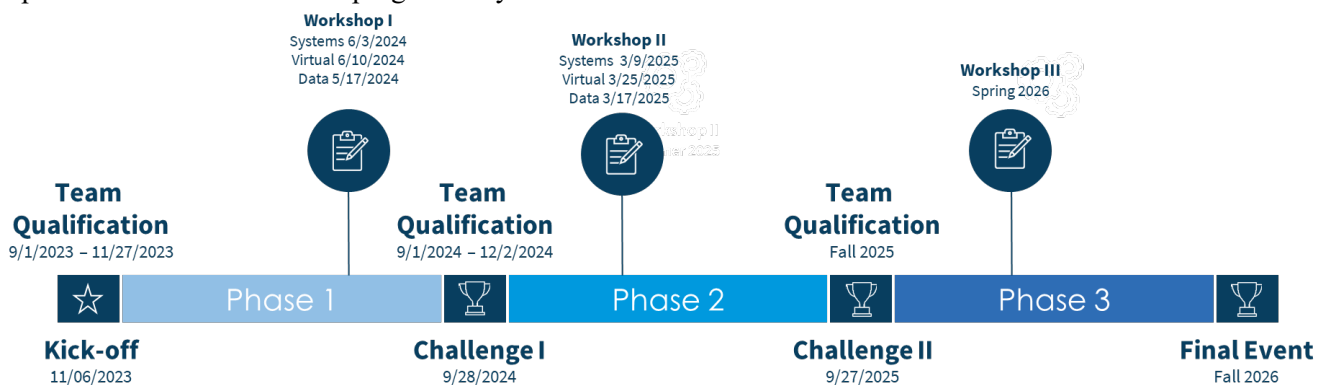 Workshop I
Systems 6/3/2024
Virtual 6/10/2024
Data 5/17/2024
Workshop II
Systems 3/9/2025
Virtual 3/25/2025
Data 3/17/2025
Workshop III
Spring 2026
Team
Qualification
9/1/2023 – 11/27/2023
Team
Qualification
9/1/2024 – 12/2/2024
Team
Qualification
Fall 2025
Phase 1
Phase 2
Phase 3
Kick-off
11/06/2023
Challenge I
9/28/2024
Challenge II
9/27/2025
Final Event
Fall 2026